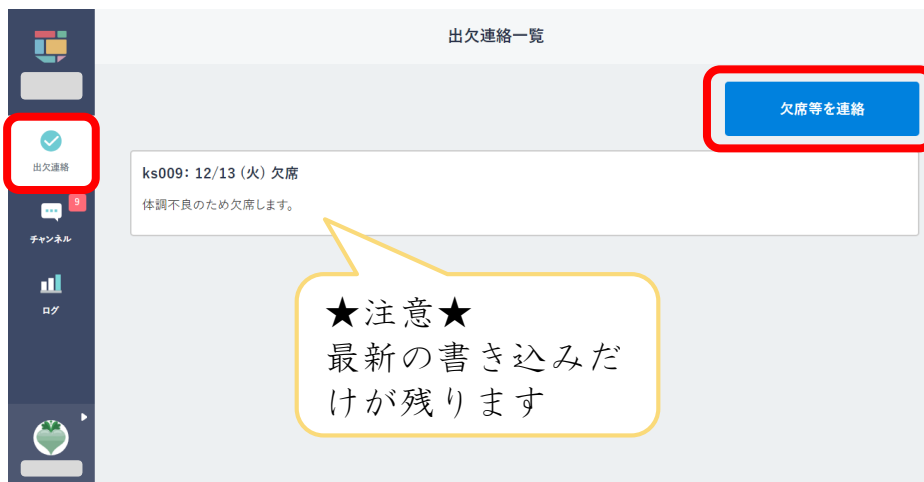 出欠連絡一覧
欠席等を連絡
出欠連絡
ks009: 12/13 (火) 欠席
体調不良のため欠席します。
9
チャンネル
ログ
★注意★
最新の書き込みだ
けが残ります